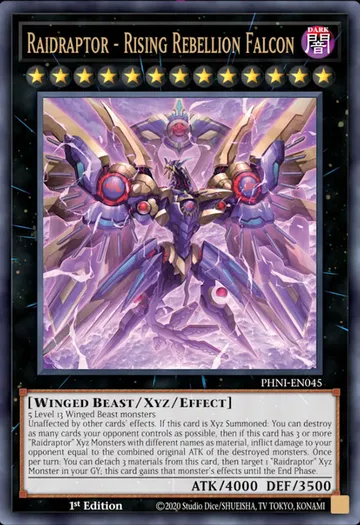 RAIDRAPTOR - RISING REBELLION FALCON
DARK
闇
PHNI-EN045
[WINGED BEAST/XYZ/EFFECT]
5 Level 13 Winged Beast monsters
Unaffected by other cards' effects. If this card is Xyz Summoned: You can destroy
as many cards your opponent controls as possible, then if this card has 3 or more
"Raidraptor" Xyz Monsters with different names as material, inflict damage to your
opponent equal to the combined original ATK of the destroyed monsters. Once
per turn: You can detach 3 materials from this card, then target 1 "Raidraptor" Xyz
Monster in your GY; this card gains that monster's effects until the End Phase.
ATK/4000 DEF/3500
1st Edition
©2020 Studio Dice/SHUEISHA, TV TOKYO, KONAMI